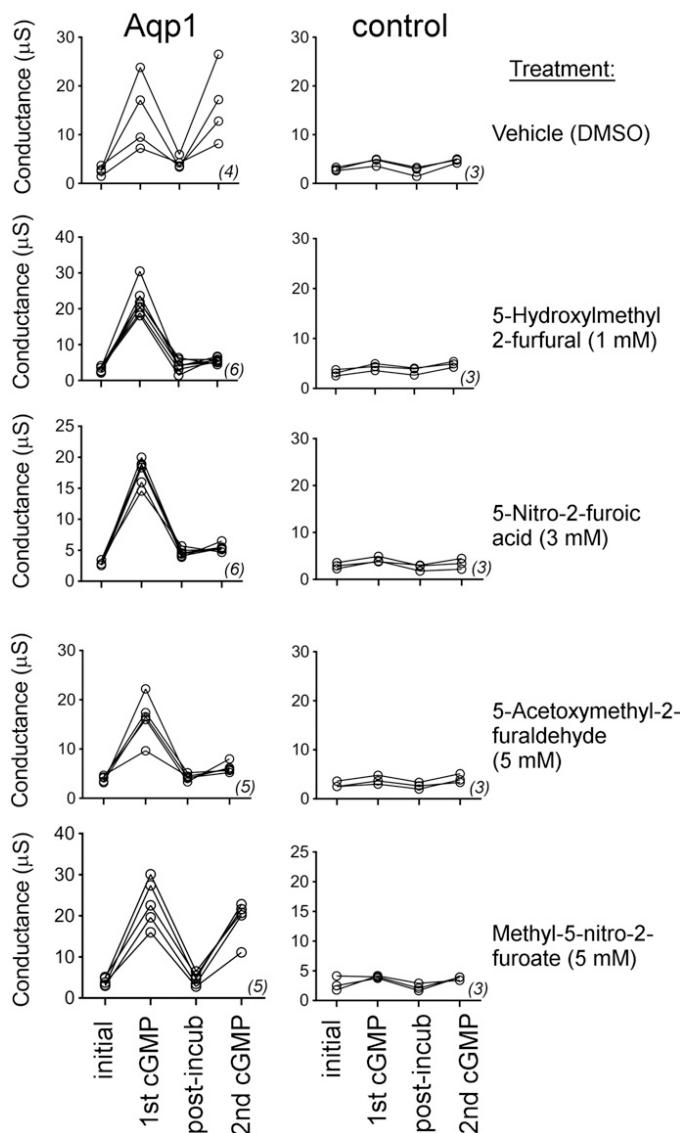 Aqp1 control
Treatment:
Conductance (µS)
30
20
10
0
(4)
30
20
10
0
(3)
Vehicle (DMSO)
Conductance (µS)
40
30
20
10
0
(6)
30
20
10
0
(3)
5-Hydroxylmethyl
2-furfural (1 mM)
Conductance (µS)
25
20
15
10
5
0
(6)
30
20
10
0
(3)
5-Nitro-2-furoic
acid (3 mM)
Conductance (µS)
30
20
10
0
(5)
30
20
10
0
(3)
5-Acetoxymethyl-2-
furaldehyde
(5 mM)
Conductance (µS)
40
30
20
10
0
(5)
25
20
15
10
5
0
(3)
Methyl-5-nitro-2-
furoate (5 mM)
initial
1st cGMP
post-incub
2nd cGMP
initial
1st cGMP
post-incub
2nd cGMP